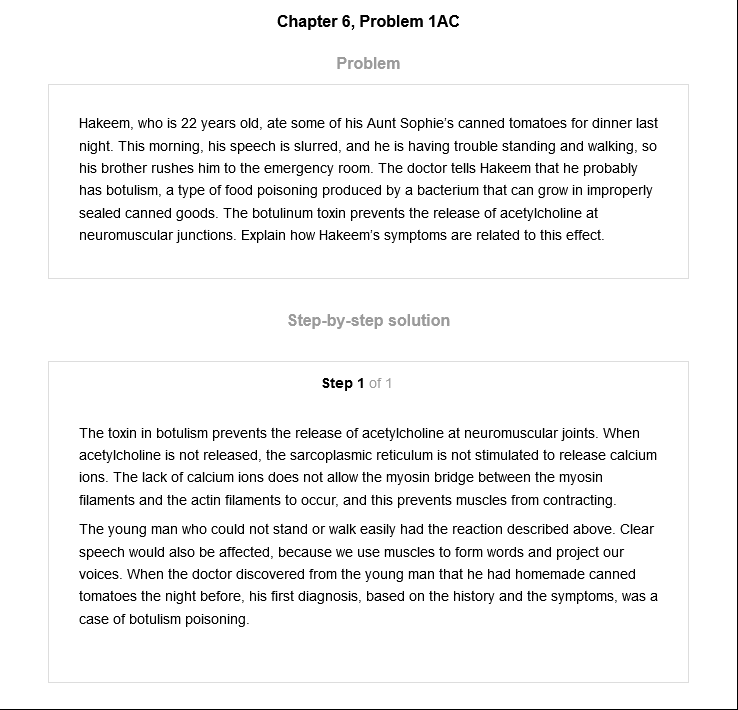 Chapter 6, Problem 1AC
Problem
Hakeem, who is 22 years old, ate some of his Aunt Sophie's canned tomatoes for dinner last
night. This morning, his speech is slurred, and he is having trouble standing and walking, so
his brother rushes him to the emergency room. The doctor tells Hakeem that he probably
has botulism, a type of food poisoning produced by a bacterium that can grow in improperly
sealed canned goods. The botulinum toxin prevents the release of acetylcholine at
neuromuscular junctions. Explain how Hakeem's symptoms are related to this effect.
Step-by-step solution
Step 1 of 1
The toxin in botulism prevents the release of acetylcholine at neuromuscular joints. When
acetylcholine is not released, the sarcoplasmic reticulum is not stimulated to release calcium
ions. The lack of calcium ions does not allow the myosin bridge between the myosin
filaments and the actin filaments to occur, and this prevents muscles from contracting.
The young man who could not stand or walk easily had the reaction described above. Clear
speech would also be affected, because we use muscles to form words and project our
voices. When the doctor discovered from the young man that he had homemade canned
tomatoes the night before, his first diagnosis, based on the history and the symptoms, was a
case of botulism poisoning.